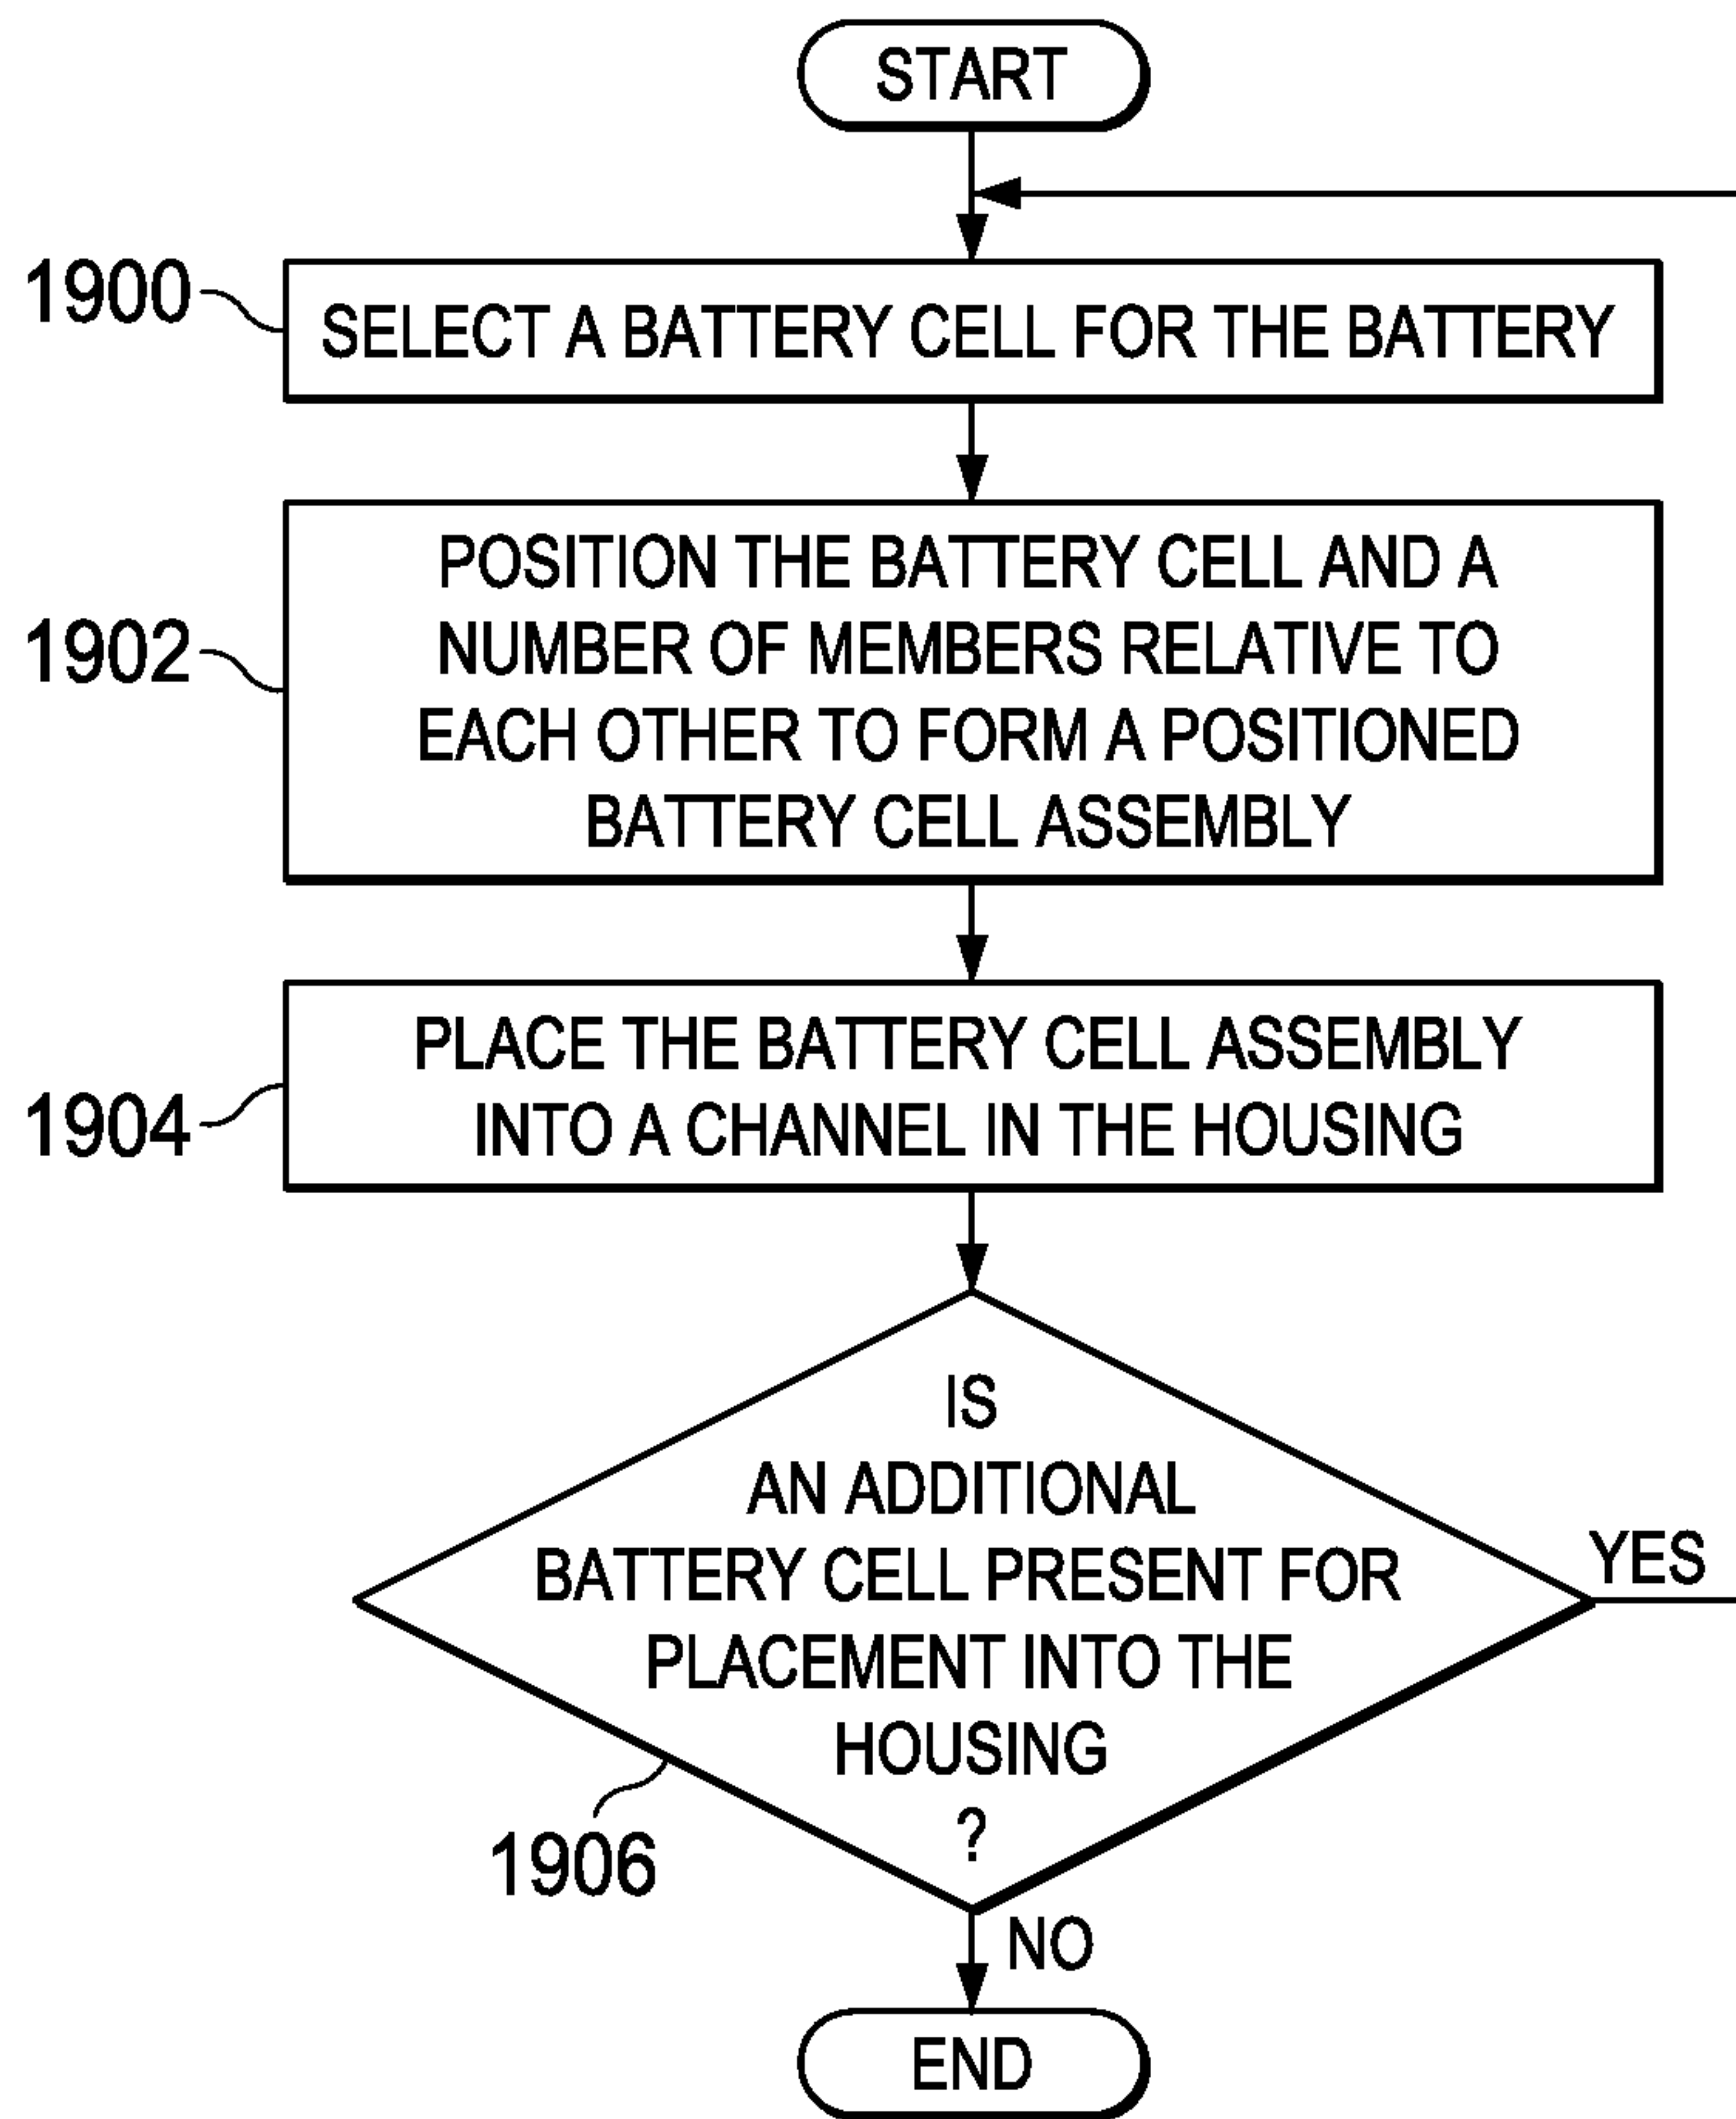 START
1900
SELECT A BATTERY CELL FOR THE BATTERY
1902
POSITION THE BATTERY CELL AND A
NUMBER OF MEMBERS RELATIVE TO
EACH OTHER TO FORM A POSITIONED
BATTERY CELL ASSEMBLY
1904
PLACE THE BATTERY CELL ASSEMBLY
INTO A CHANNEL IN THE HOUSING
IS
AN ADDITIONAL
BATTERY CELL PRESENT FOR
PLACEMENT INTO THE
HOUSING
?
YES
1906
NO
END